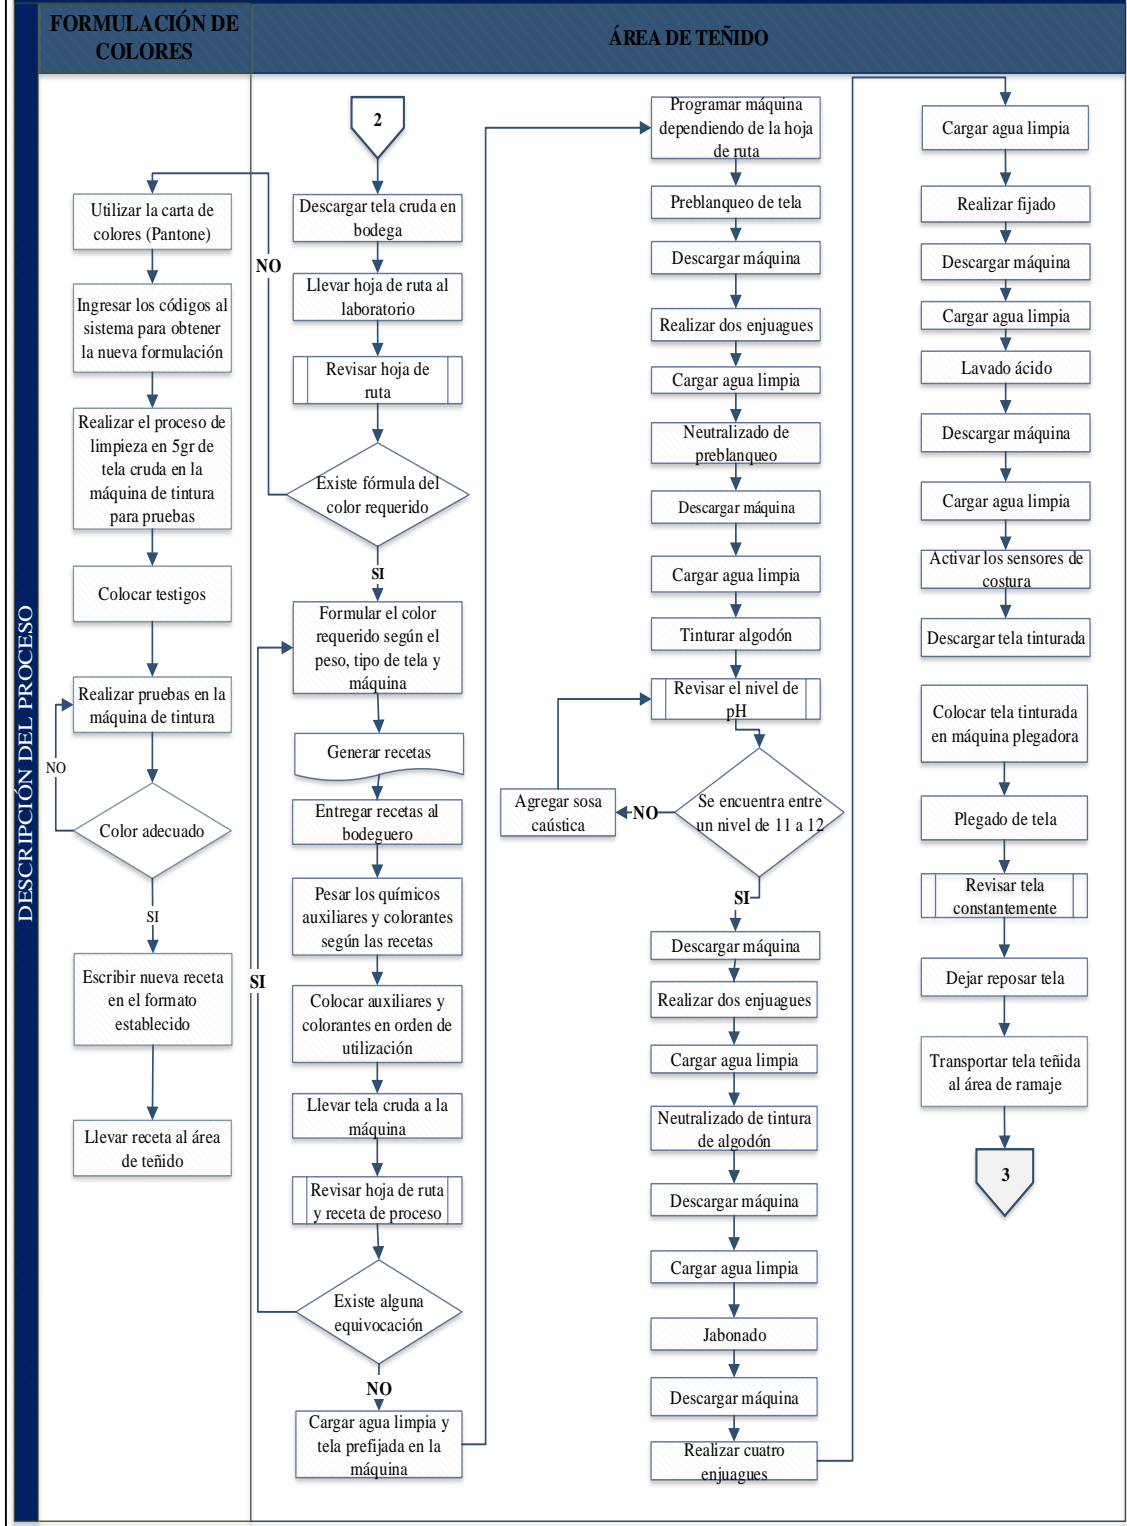 FORMULACIÓN DE
COLORES
ÁREA DE TEÑIDO
DESCRIPCIÓN DEL PROCESO
Utilizar la carta de
colores (Pantone)
Ingresar los códigos al
sistema para obtener
la nueva formulación
Realizar el proceso de
limpieza en 5gr de
tela cruda en la
máquina de tintura
para pruebas
Colocar testigos
Realizar pruebas en la
máquina de tintura
NO
Color adecuado
SI
Escribir nueva receta
en el formato
establecido
Llevar receta al área
de teñido
2
Descargar tela cruda en
bodega
NO
Llevar hoja de ruta al
laboratorio
Revisar hoja de
ruta
Existe fórmula del
color requerido
SI
Formular el color
requerido según el
peso, tipo de tela y
máquina
Generar recetas
Entregar recetas al
bodeguero
Pesar los químicos
auxiliares y colorantes
según las recetas
SI
Colocar auxiliares y
colorantes en orden de
utilización
Llevar tela cruda a la
máquina
Revisar hoja de ruta
y receta de proceso
Existe alguna
equivocación
NO
Cargar agua limpia y
tela prefijada en la
máquina
Programar máquina
dependiendo de la hoja
de ruta
Preblanqueo de tela
Descargar máquina
Realizar dos enjuagues
Cargar agua limpia
Neutralizado de
preblanqueo
Descargar máquina
Cargar agua limpia
Tinturar algodón
Revisar el nivel de
pH
Agregar sosa
caústica
NO
Se encuentra entre
un nivel de 11 a 12
SI
Descargar máquina
Realizar dos enjuagues
Cargar agua limpia
Neutralizado de tintura
de algodón
Descargar máquina
Cargar agua limpia
Jabonado
Descargar máquina
Realizar cuatro
enjuagues
Cargar agua limpia
Realizar fijado
Descargar máquina
Cargar agua limpia
Lavado ácido
Descargar máquina
Cargar agua limpia
Activar los sensores de
costura
Descargar tela tinturada
Colocar tela tinturada
en máquina plegadora
Plegado de tela
Revisar tela
constantemente
Dejar reposar tela
Transportar tela teñida
al área de ramaje
3